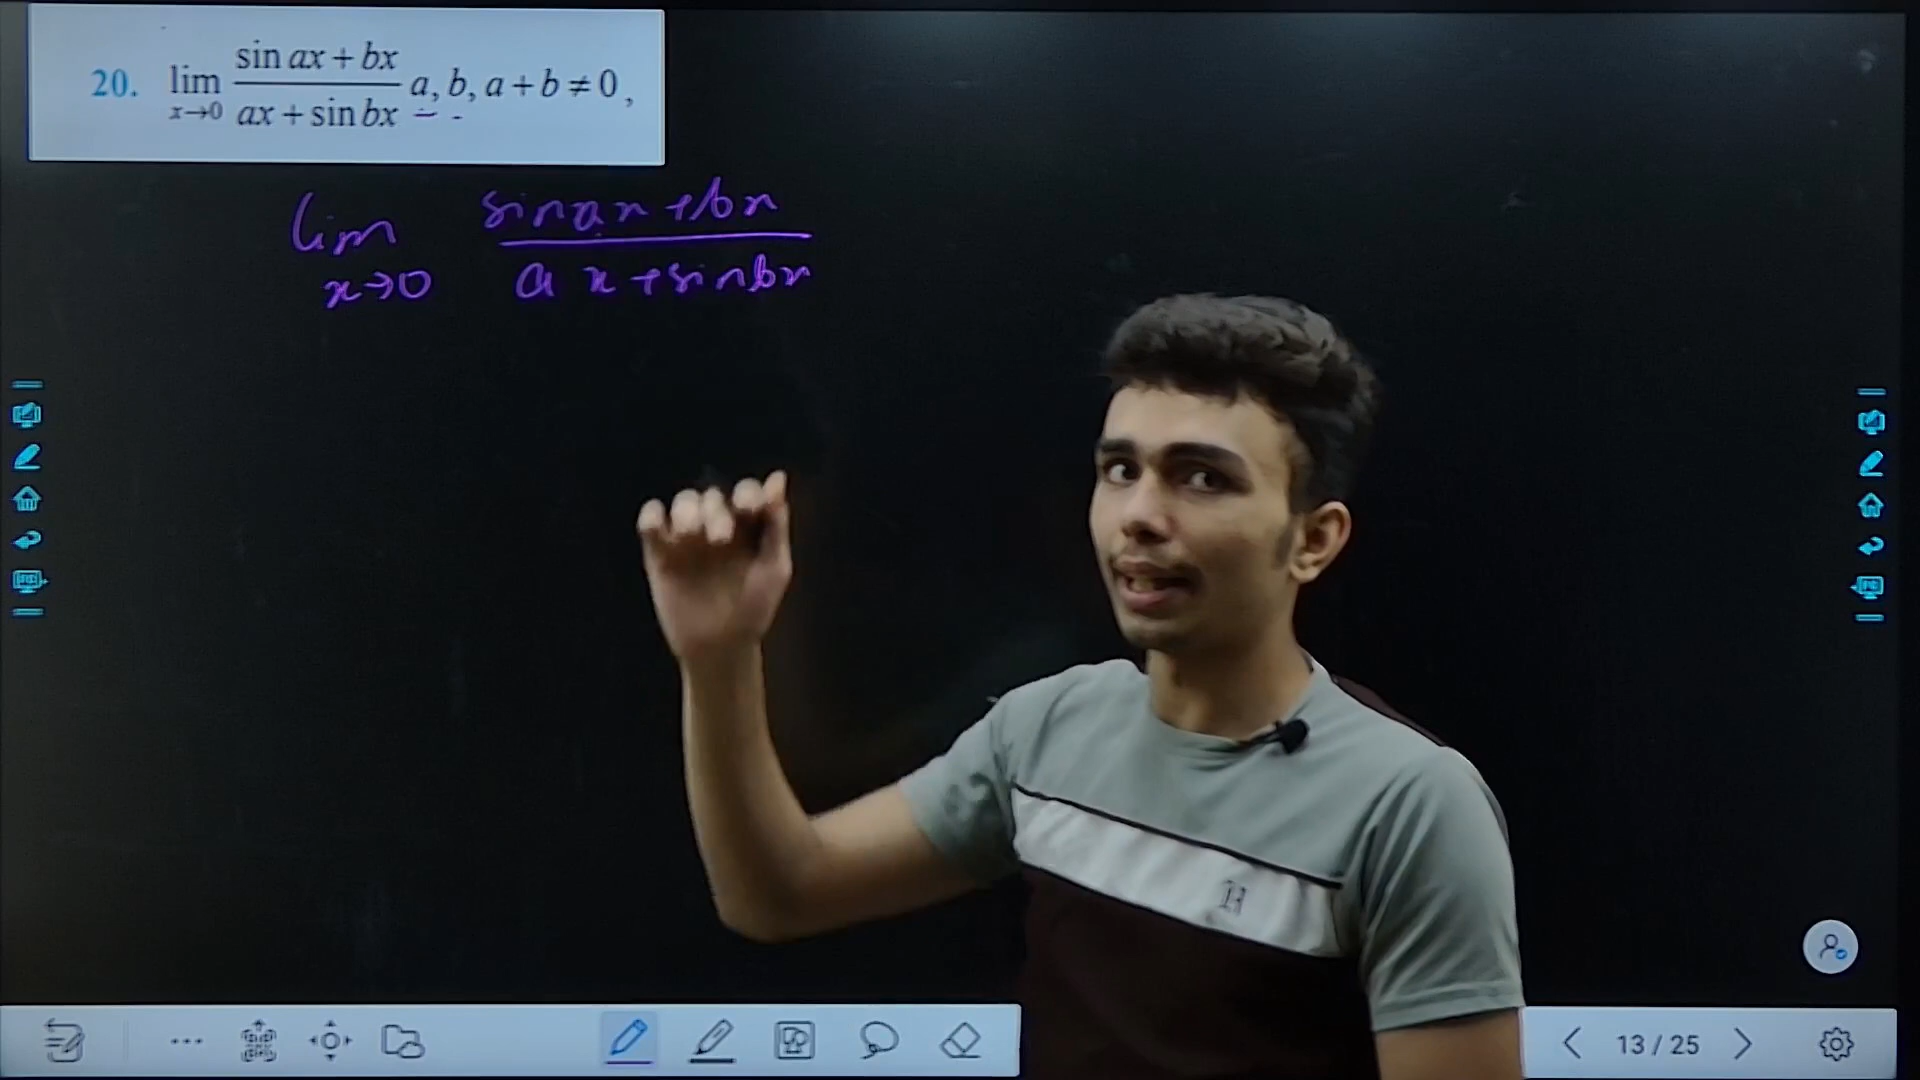 20. lim x→0 sin ax + bx / ax + sin bx a, b, a + b ≠ 0,
lim x→0 sinax+bx / ax+sinbx
13 / 25